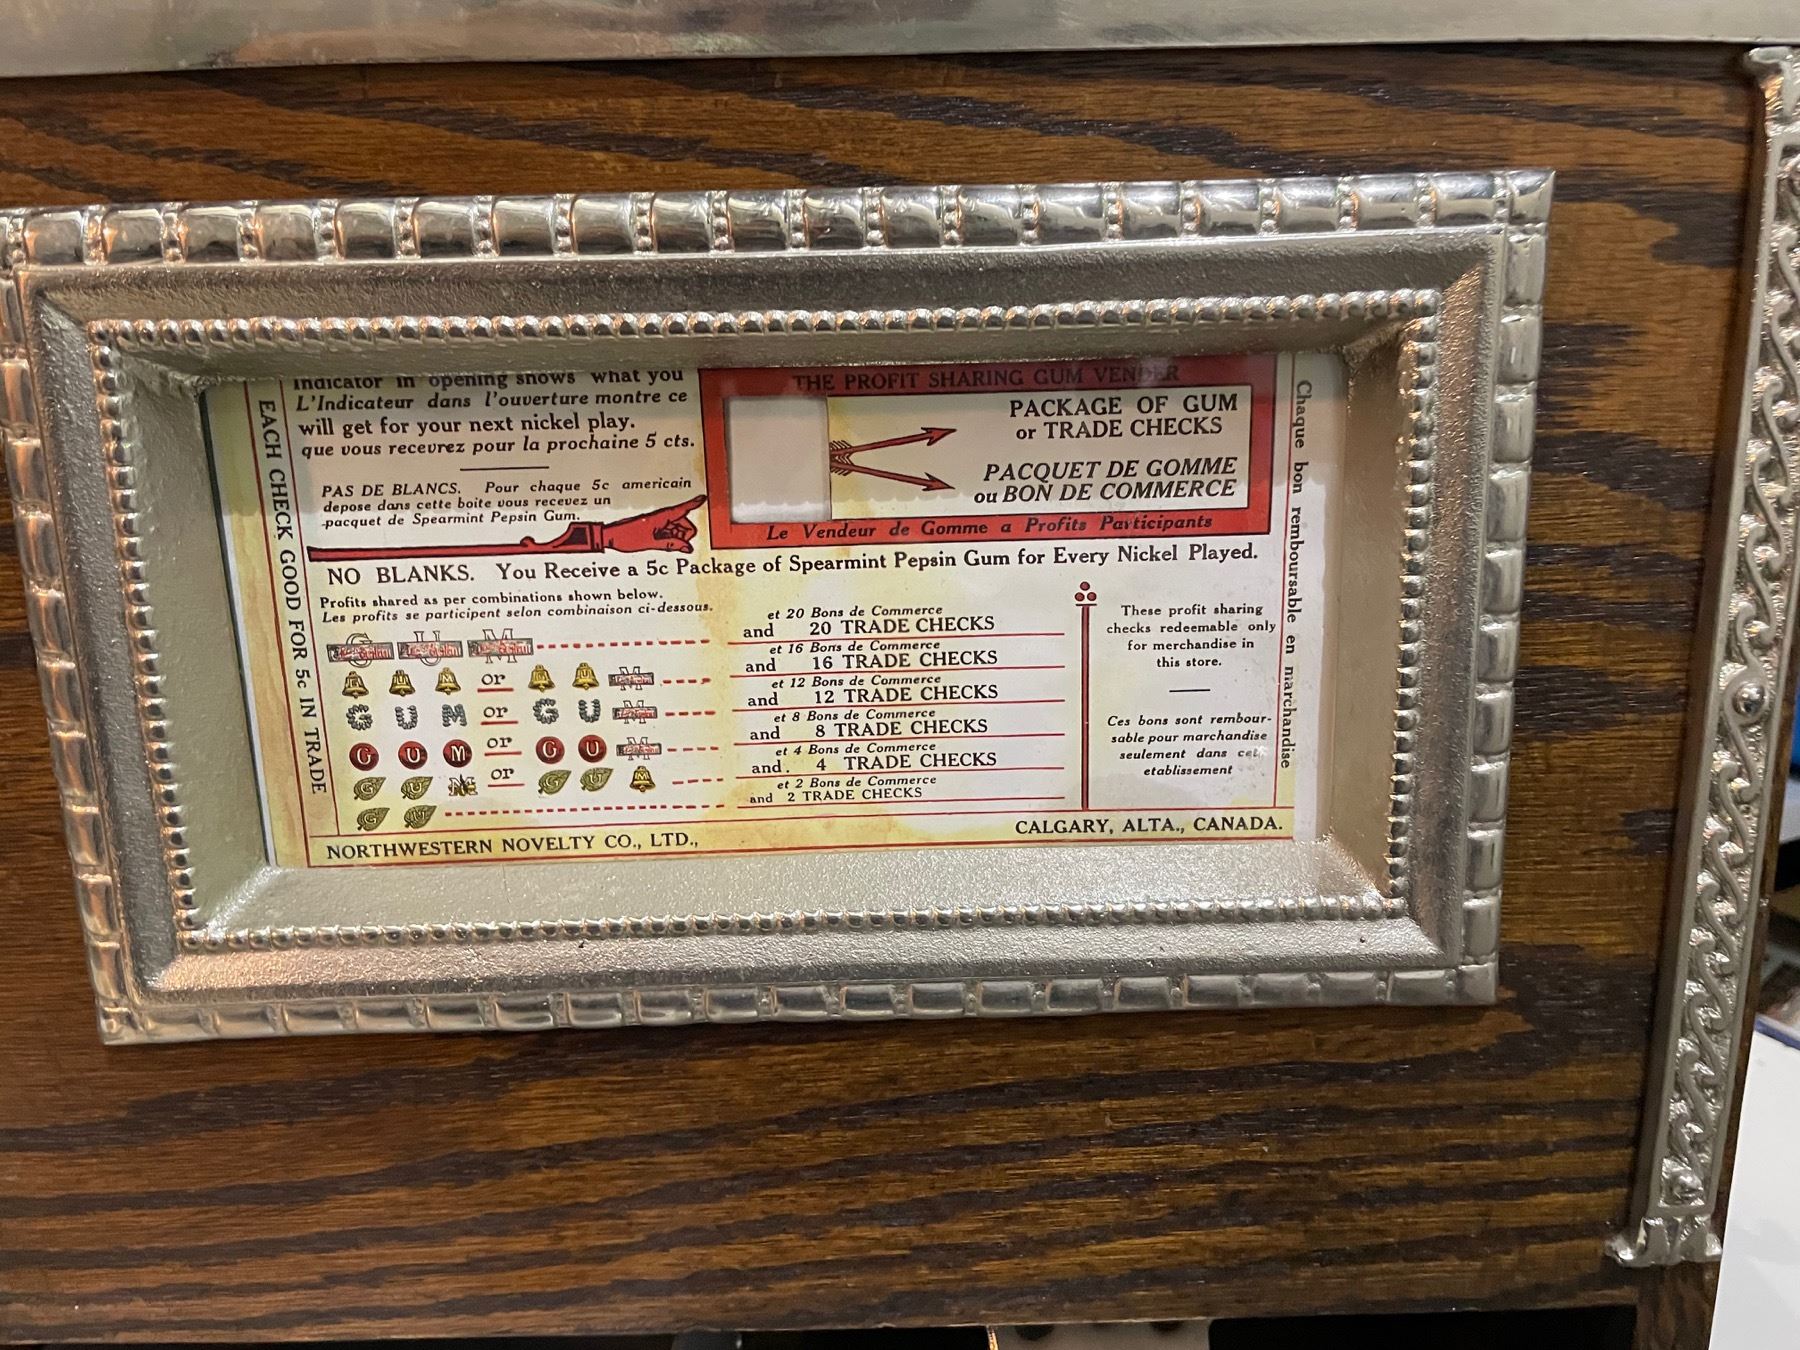 Indicator in opening shows what you
L'Indicateur dans l'ouverture montre ce
will get for your next nickel play.
que vous recevrez pour la prochaine 5 cts.
PAS DE BLANCS. Pour chaque 5c americain
depose dans cette boite vous recevez un
pacquet de Spearmint Pepsin Gum.
THE PROFIT SHARING GUM VENDER
PACKAGE OF GUM
or TRADE CHECKS
PACQUET DE GOMME
ou BON DE COMMERCE
Le Vendeur de Gomme a Profits Participants
NO BLANKS. You Receive a 5c Package of Spearmint Pepsin Gum for Every Nickel Played.
Profits shared as per combinations shown below.
Les profits se participent selon combinaison ci-dessous.
G U M
et 20 Bons de Commerce
and 20 TRADE CHECKS
G U M or G U M
et 16 Bons de Commerce
and 16 TRADE CHECKS
G U M or G U M
et 12 Bons de Commerce
and 12 TRADE CHECKS
G U M or G U M
et 8 Bons de Commerce
and 8 TRADE CHECKS
G U M or G U M
et 4 Bons de Commerce
and. 4 TRADE CHECKS
G U
et 2 Bons de Commerce
and 2 TRADE CHECKS
These profit sharing
checks redeemable only
for merchandise in
this store.
Ces bons sont rembour-
sable pour marchandise
seulement dans cet
etablissement
EACH CHECK GOOD FOR 5c IN TRADE
Chaque bon remboursable en marchandise
NORTHWESTERN NOVELTY CO., LTD.,
CALGARY, ALTA., CANADA.